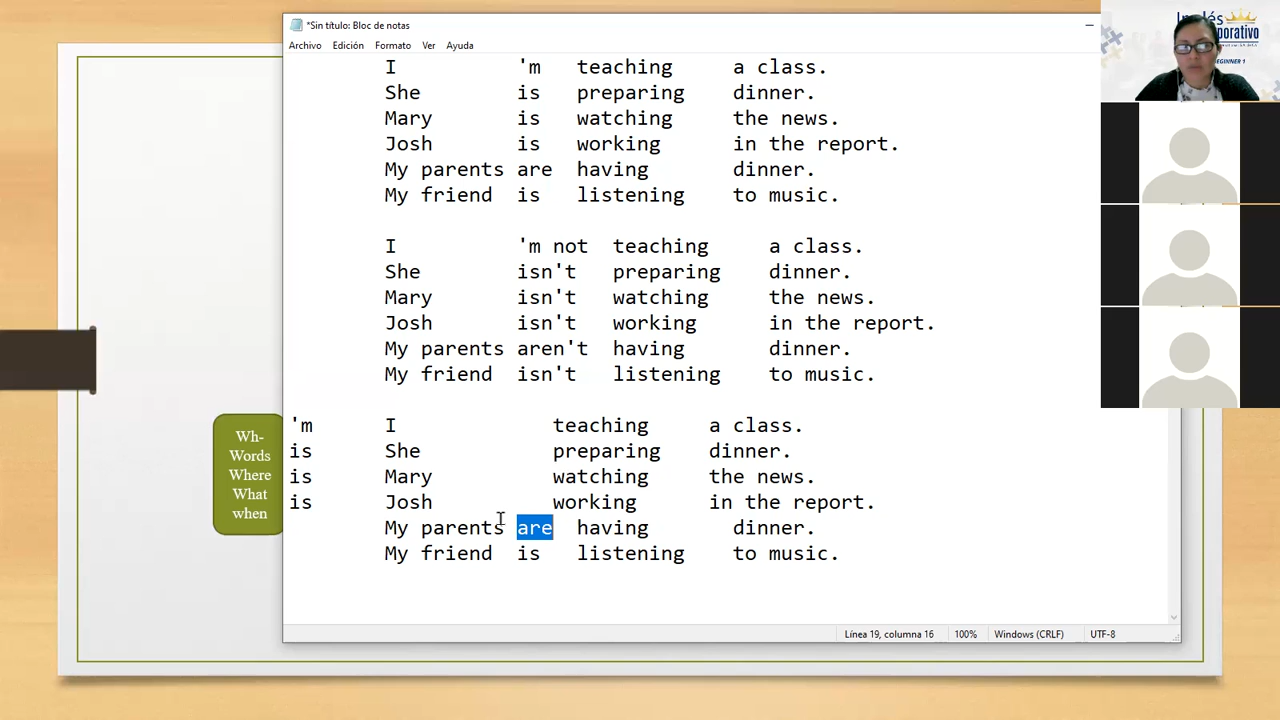 *Sin título: Bloc de notas
Archivo Edición Formato Ver Ayuda
I 'm teaching a class.
She is preparing dinner.
Mary is watching the news.
Josh is working in the report.
My parents are having dinner.
My friend is listening to music.
I 'm not teaching a class.
She isn't preparing dinner.
Mary isn't watching the news.
Josh isn't working in the report.
My parents aren't having dinner.
My friend isn't listening to music.
'm I teaching a class.
is She preparing dinner.
is Mary watching the news.
is Josh working in the report.
My parents are having dinner.
My friend is listening to music.
Wh-
Words
Where
What
when
Línea 19, columna 16 100% Windows (CRLF) UTF-8